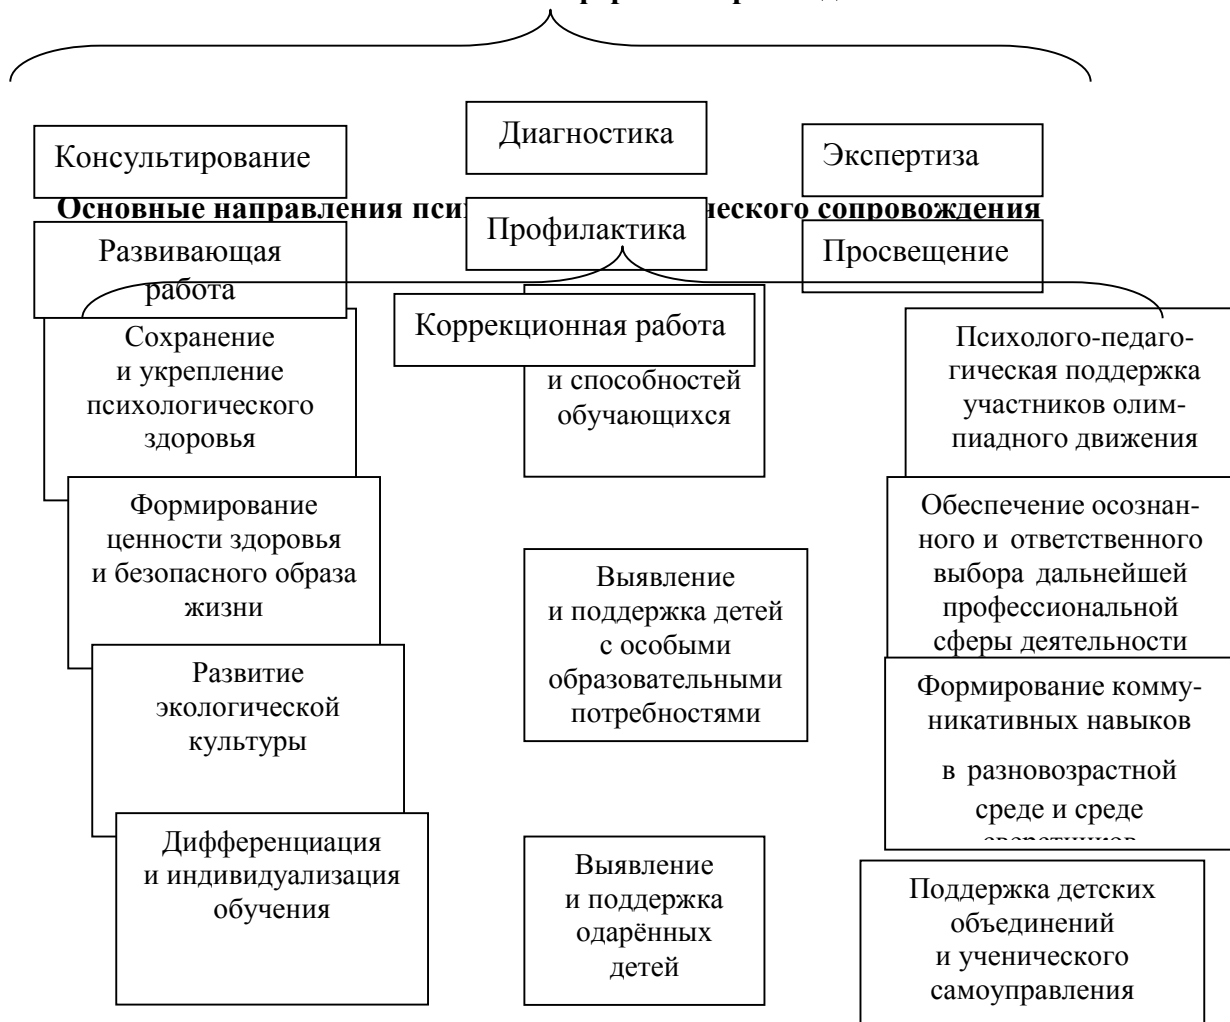 Консультирование
Диагностика
Экспертиза
Основные направления
сопровождения
Развивающая
работа
Профилактика
Просвещение
Коррекционная работа
Сохранение
и укрепление
психологического
здоровья
и способностей
обучающихся
Психолого-педаго-
гическая поддержка
участников олим-
пиадного движения
Формирование
ценности здоровья
и безопасного образа
жизни
Выявление
и поддержка детей
с особыми
образовательными
потребностями
Обеспечение осознан-
ного и ответственного
выбора дальнейшей
профессиональной
сферы деятельности
Развитие
экологической
культуры
Формирование комму-
никативных навыков
в разновозрастной
среде и среде
Дифференциация
и индивидуализация
обучения
Выявление
и поддержка
одарённых
детей
Поддержка детских
объединений
и ученического
самоуправления